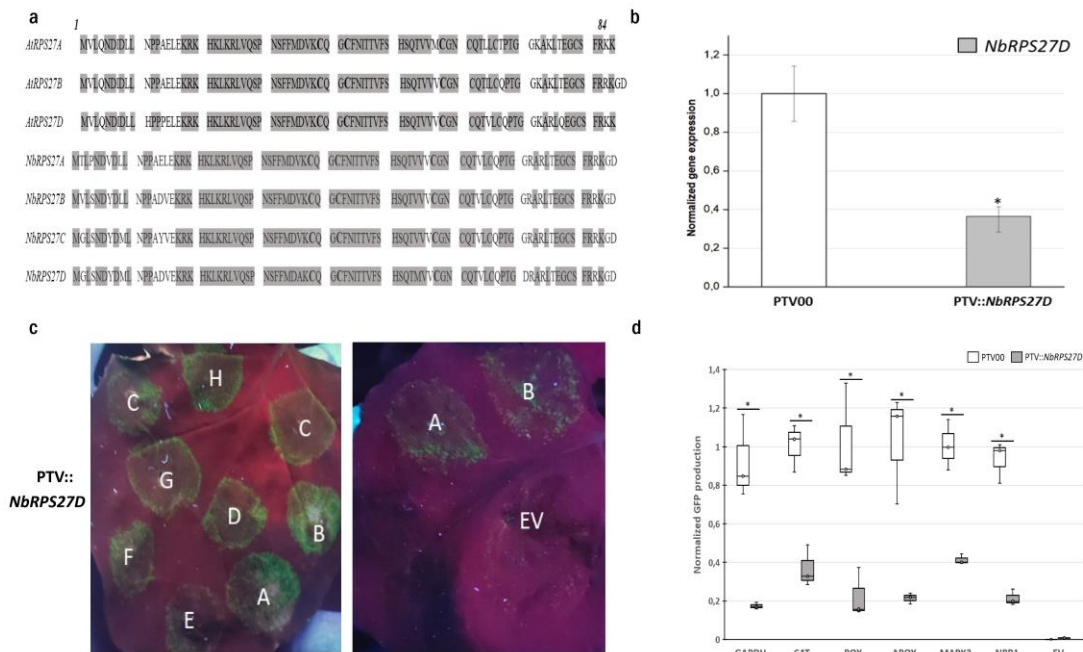 a
1 84
AtRPS27A MVLQNDIDLL NPPAELEKRK HKLKRLVQSP NSFFMDVKCQ GCFNITTVFS HSQTVVMCGN CQTLLCTPTG GKAKLTEGCS FRKK
AtRPS27B MVLQNDIDLL NPPAELEKRK HKLKRLVQSP NSFFMDVKCQ GCFNITTVFS HSQTVVVCGN CQTLLCQPTG GKAKLTEGCS FRRKGD
AtRPS27D MVLQNDIDLL HPPPELEKRK HKLKRLVQSP NSFFMDVKCQ GCFNITTVFS HSQTVVVCGN CQTVLCQPTG GKARLQEGCS FRKK
NbRPS27A MTLPNDVDLL NPPAELEKRK HKLKRLVQSP NSFFMDVKCQ GCFNITTVFS HSQTVVVCGN CQTVLCQPTG GRARLTEGCS FRRKGD
NbRPS27B MVLSNDYDLL NPPADVEKRK HKLKRLVQSP NSFFMDVKCQ GCFNITTVFS HSQTVVVCGN CQTVLCQPTG GRARLTEGCS FRRKGD
NbRPS27C MGLSNDYDML NPPAYVEKRK HKLKRLVQSP NSFFMDVKCQ GCFNITTVFS HSQTVVVCGN CQTVLCQPTG GRARLTEGCS FRRKGD
NbRPS27D MGLSNDYDML NPPADVEKRK HKLKRLVQSP NSFFMDAKCQ GCFNITTVFS HSQTMVVCGN CQTVLCQPTG DRARLTEGCS FRRKGD
b
NbRPS27D
Normalized gene expression
1,2
1,0
0,8
0,6
0,4
0,2
0,0
*
PTV00 PTV::NbRPS27D
c
PTV::
NbRPS27D
H
C
C
G
D
B
F
A
E
A
B
EV
d
PTV00 PTV::NbRPS27D
Normalized GFP production
1,4
1,2
1
0,8
0,6
0,4
0,2
0
* * * * * *